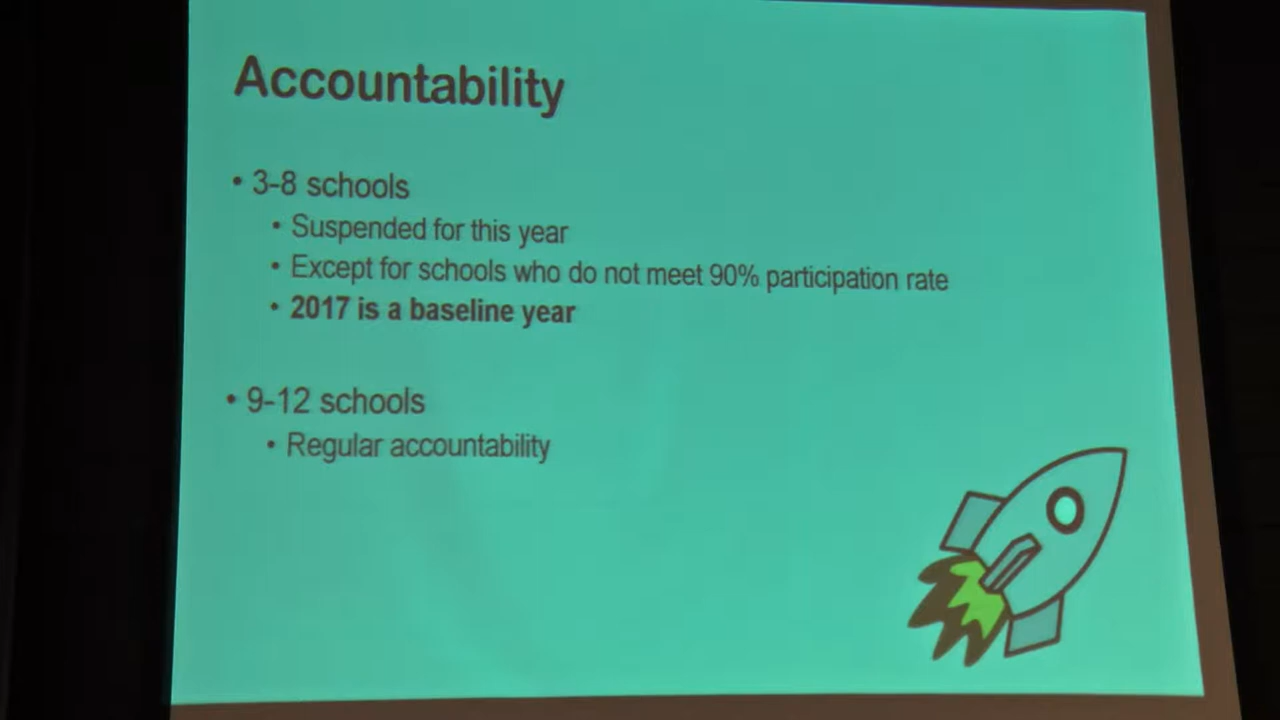 Accountability
• 3-8 schools
• Suspended for this year
• Except for schools who do not meet 90% participation rate
• 2017 is a baseline year
• 9-12 schools
• Regular accountability